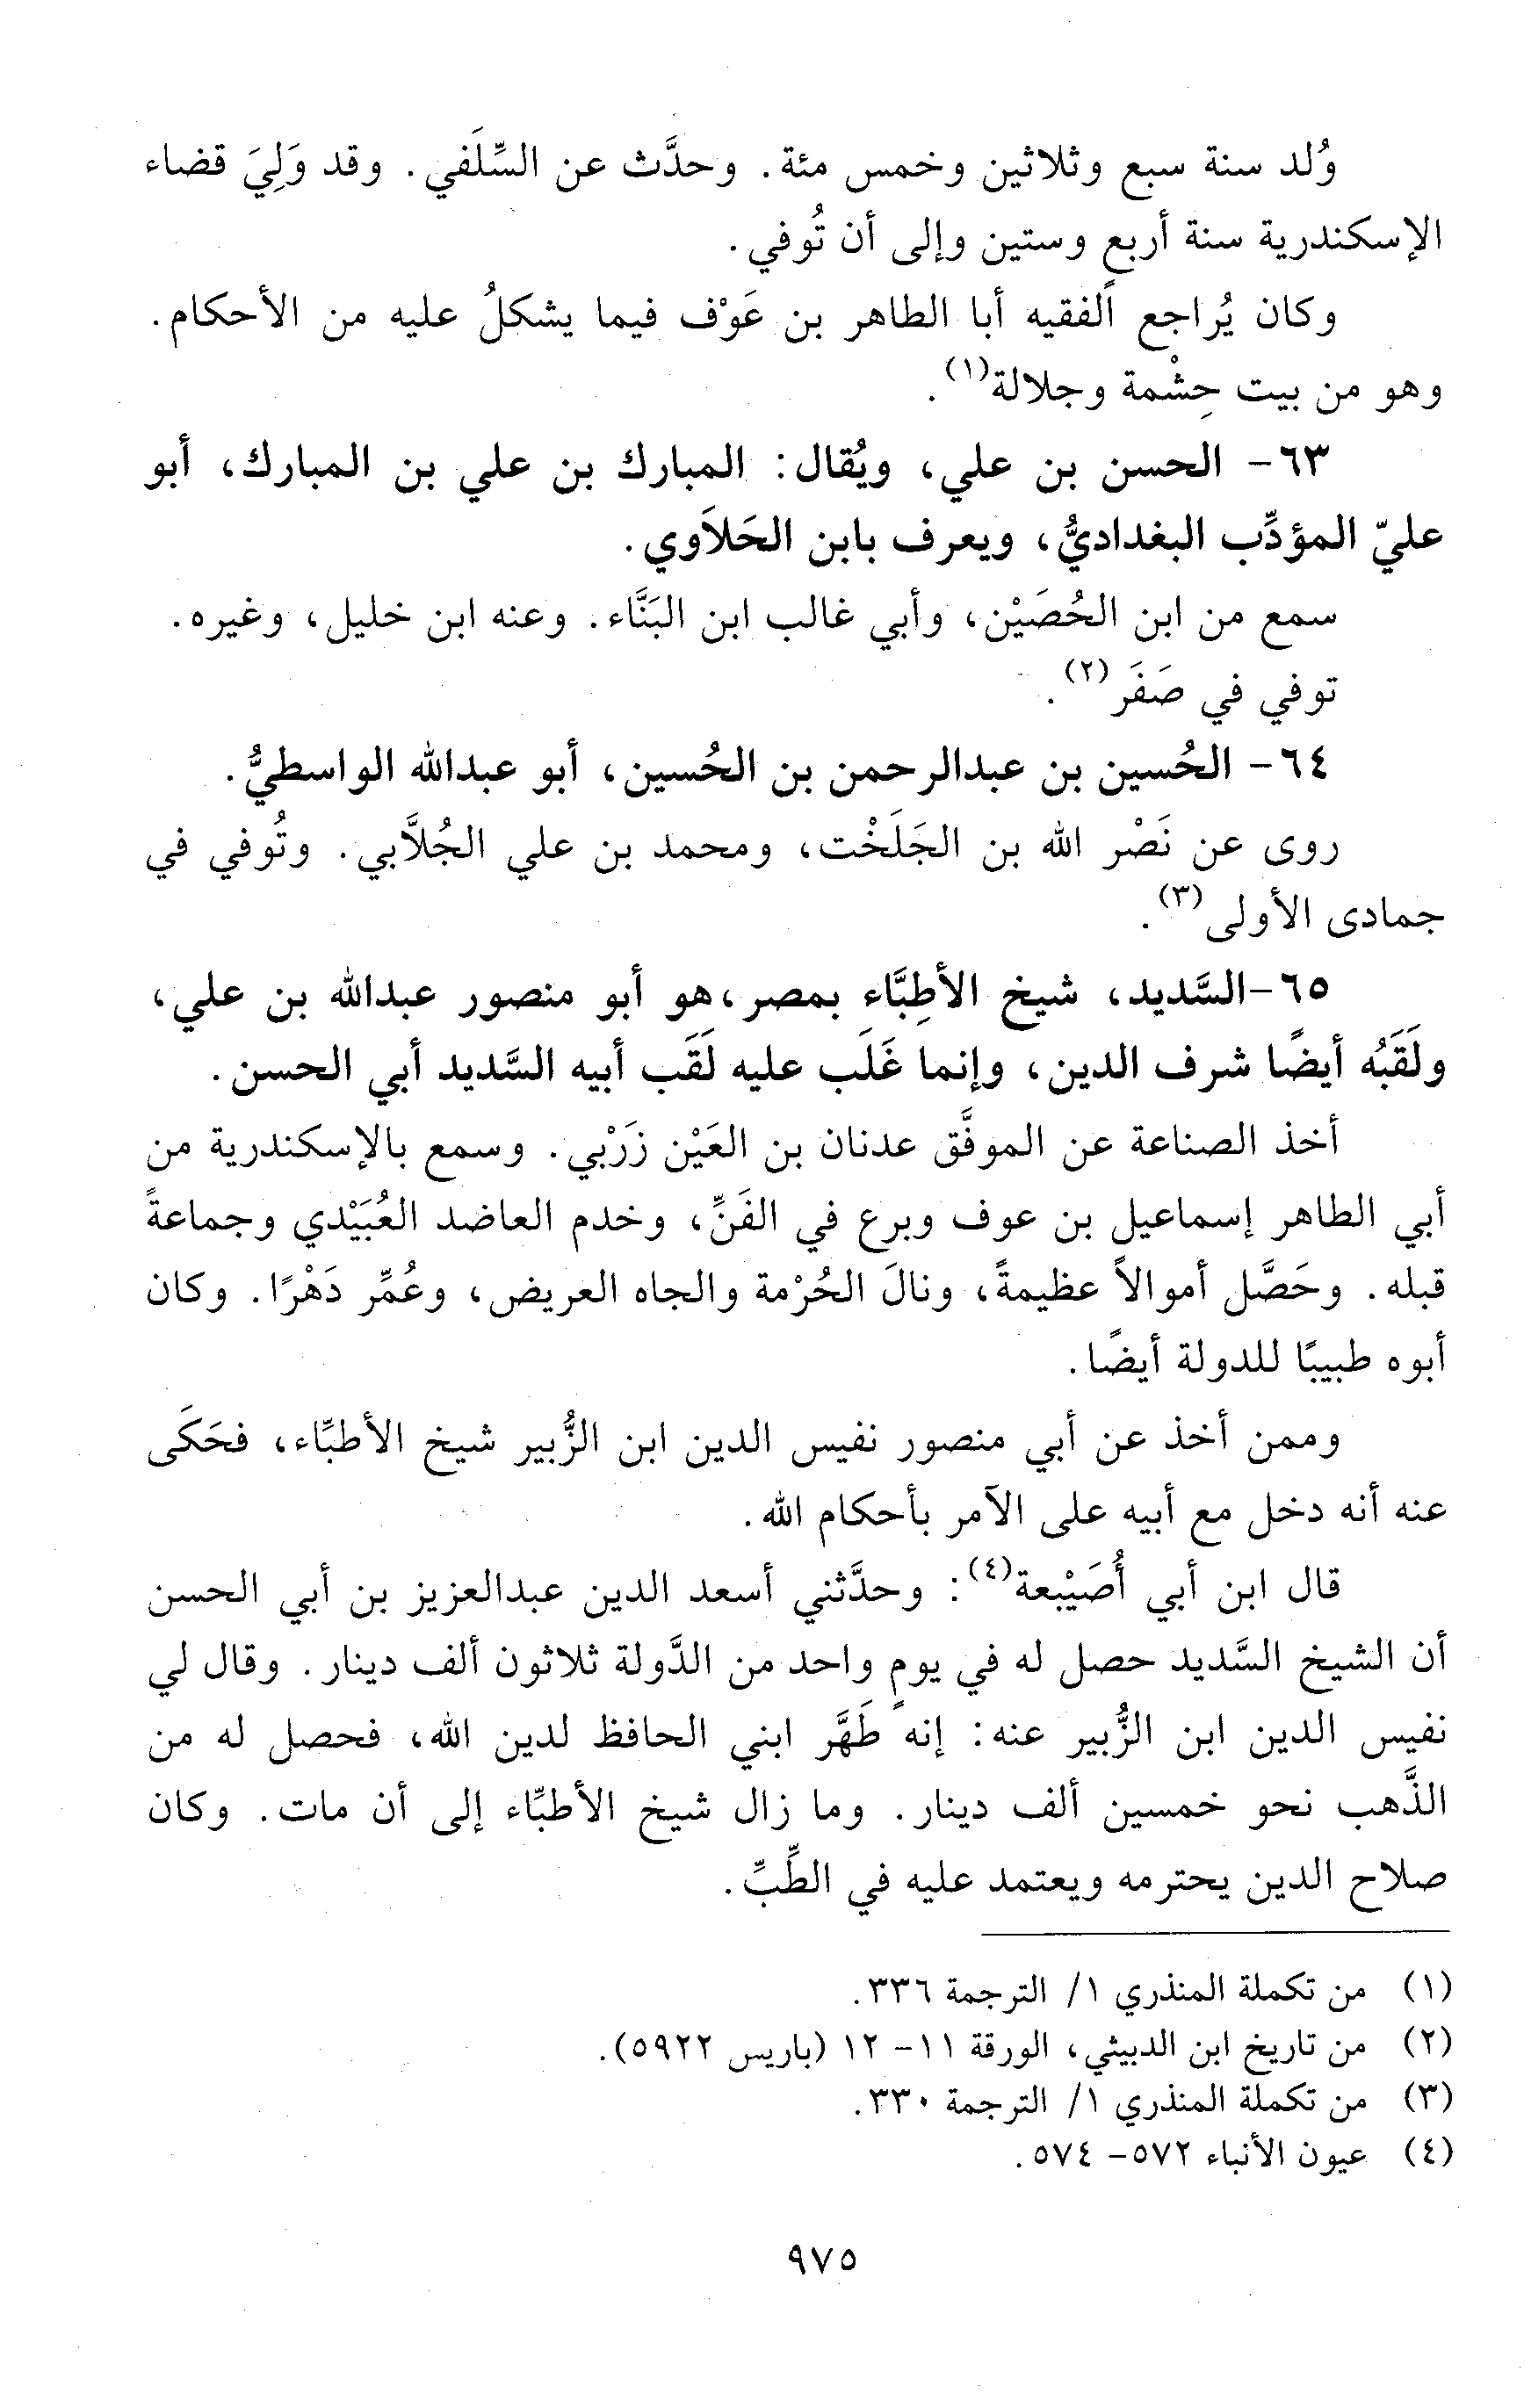 وُلد سنة سبع وثلاثين وخمس مئة. وحدَّث عن السِّلَفي. وقد وَلِيَ قضاء
الإسكندرية سنة أربعٍ وستين وإلى أن تُوفي.
وكان يُراجع الفقيه أبا الطاهر بن عَوْف فيما يشكلُ عليه من الأحكام.
وهو من بيت حِشْمة وجلالة(١).
٦٣- الحسن بن علي، ويُقال: المبارك بن علي بن المبارك، أبو
عليّ المؤدِّب البغداديُّ، ويعرف بابن الحَلاَوي.
سمع من ابن الحُصَيْن، وأبي غالب ابن البَنَّاء. وعنه ابن خليل، وغيره.
توفي في صَفَر(٢).
٦٤- الحُسين بن عبدالرحمن بن الحُسين، أبو عبدالله الواسطيُّ.
روى عن نَصْر الله بن الجَلَخْت، ومحمد بن علي الجُلاَّبي. وتُوفي في
جمادى الأولى(٣).
٦٥-السَّديد، شيخ الأطِبَّاء بمصر، هو أبو منصور عبدالله بن علي،
ولَقَبُه أيضًا شرف الدين، وإنما غَلَب عليه لَقَب أبيه السَّديد أبي الحسن.
أخذ الصناعة عن الموفَّق عدنان بن العَيْن زَرْبي. وسمع بالإسكندرية من
أبي الطاهر إسماعيل بن عوف وبرع في الفَنِّ، وخدم العاضد العُبَيْدي وجماعةً
قبله. وحَصَّل أموالاً عظيمةً، ونالَ الحُرْمة والجاه العريض، وعُمِّر دَهْرًا. وكان
أبوه طبيبًا للدولة أيضًا.
وممن أخذ عن أبي منصور نفيس الدين ابن الزُّبير شيخ الأطبَّاء، فحَكَى
عنه أنه دخل مع أبيه على الآمر بأحكام الله.
قال ابن أبي أُصَيْبعة(٤): وحدَّثني أسعد الدين عبدالعزيز بن أبي الحسن
أن الشيخ السَّديد حصل له في يومٍ واحد من الدَّولة ثلاثون ألف دينار. وقال لي
نفيس الدين ابن الزُّبير عنه: إنه طَهَّر ابني الحافظ لدين الله، فحصل له من
الذَّهب نحو خمسين ألف دينار. وما زال شيخ الأطبَّاء إلى أن مات. وكان
صلاح الدين يحترمه ويعتمد عليه في الطِّبِّ.
(١) من تكملة المنذري ١/ الترجمة ٣٣٦.
(٢) من تاريخ ابن الدبيثي، الورقة ١١- ١٢ (باريس ٥٩٢٢).
(٣) من تكملة المنذري ١/ الترجمة ٣٣٠.
(٤) عيون الأنباء ٥٧٢- ٥٧٤.
٩٧٥